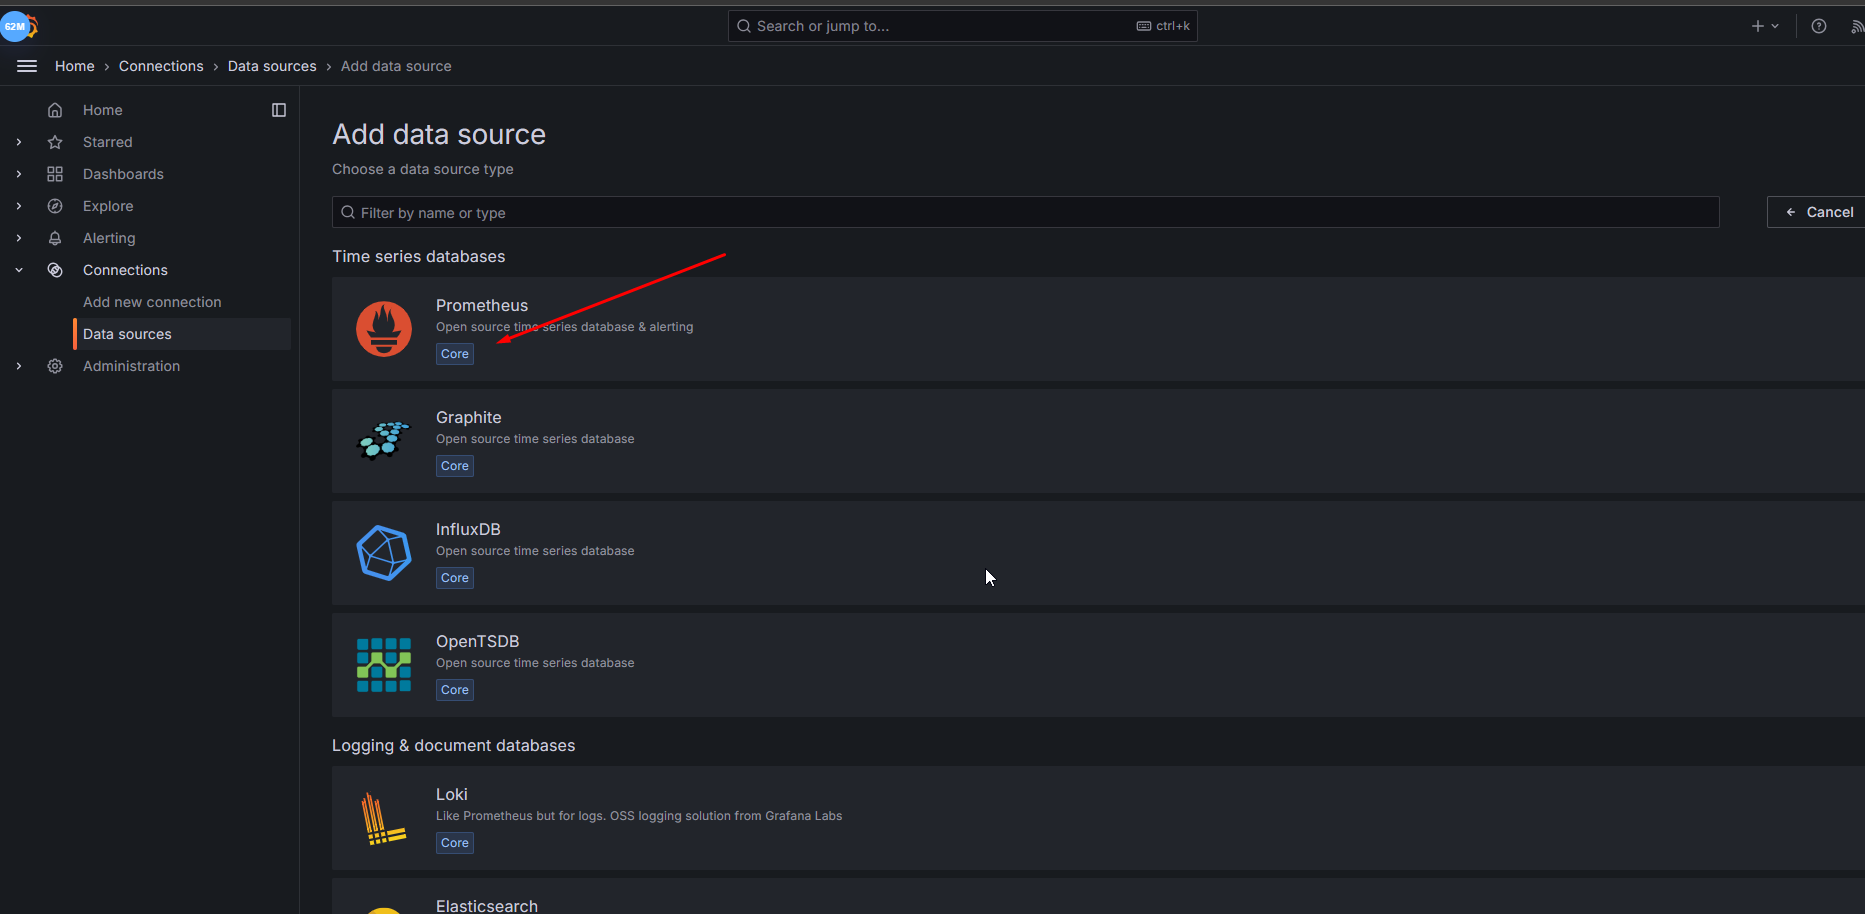 62M
Search or jump to...
ctrl+k
Home › Connections › Data sources › Add data source
Home
Starred
Dashboards
Explore
Alerting
Connections
Add new connection
Data sources
Administration
Add data source
Choose a data source type
Filter by name or type
Cancel
Time series databases
Prometheus
Open source time series database & alerting
Core
Graphite
Open source time series database
Core
InfluxDB
Open source time series database
Core
OpenTSDB
Open source time series database
Core
Logging & document databases
Loki
Like Prometheus but for logs. OSS logging solution from Grafana Labs
Core
Elasticsearch